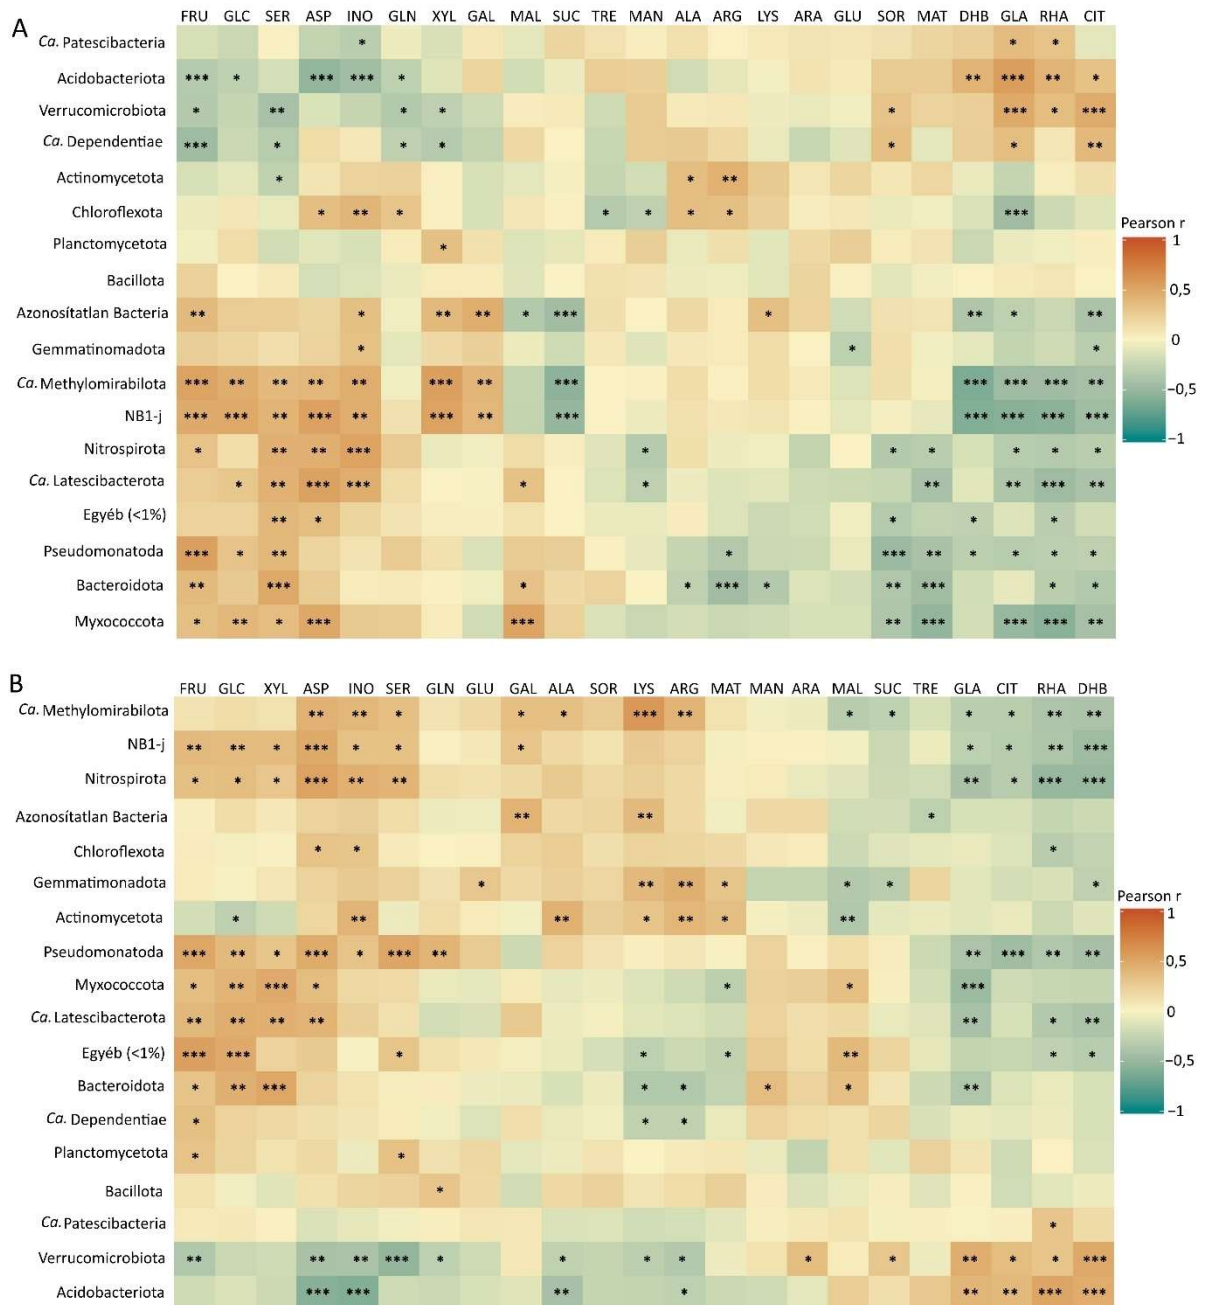 A
FRU GLC SER ASP INO GLN XYL GAL MAL SUC TRE MAN ALA ARG LYS ARA GLU SOR MAT DHB GLA RHA CIT
Ca. Patescibacteria * * *
Acidobacteriota *** * *** *** * ** *** ** *
Verrucomicrobiota * ** * * * *** * ***
Ca. Dependentiae *** * * * * * **
Actinomycetota * * **
Chloroflexota * ** * * * * * ***
Planctomycetota *
Bacillota
Azonosítatlan Bacteria ** * ** ** * *** * ** * **
Gemmatinomadota * * *
Ca. Methylomirabilota *** ** ** ** ** *** ** *** *** *** *** **
NB1-j *** *** ** *** ** *** ** *** *** *** *** ***
Nitrospirota * ** ** *** * * * * * *
Ca. Latescibacterota * ** *** *** * * ** ** *** **
Egyéb (<1%) ** * * * *
Pseudomonatoda *** * ** * *** ** * * * *
Bacteroidota ** *** * * *** * ** *** * *
Myxococcota * ** * *** *** ** *** *** *** **
Pearson r
1
0,5
0
−0,5
−1
B
FRU GLC XYL ASP INO SER GLN GLU GAL ALA SOR LYS ARG MAT MAN ARA MAL SUC TRE GLA CIT RHA DHB
Ca. Methylomirabilota ** ** * * * *** ** * * * * ** **
NB1-j ** ** * *** * * * * * ** ***
Nitrospirota * * * *** ** ** ** * *** ***
Azonosítatlan Bacteria ** ** *
Chloroflexota * * *
Gemmatimonadota * ** ** * * * *
Actinomycetota * ** ** * ** * **
Pseudomonatoda *** ** * *** * *** ** ** *** ** **
Myxococcota * ** *** * * * ***
Ca. Latescibacterota ** ** ** ** ** * **
Egyéb (<1%) *** *** * * * ** * *
Bacteroidota * ** *** * * * * **
Ca. Dependentiae * * *
Planctomycetota * *
Bacillota *
Ca. Patescibacteria *
Verrucomicrobiota ** ** ** *** * * * * * * ** * * ***
Acidobacteriota *** *** ** * ** ** *** ***
Pearson r
1
0,5
0
−0,5
−1